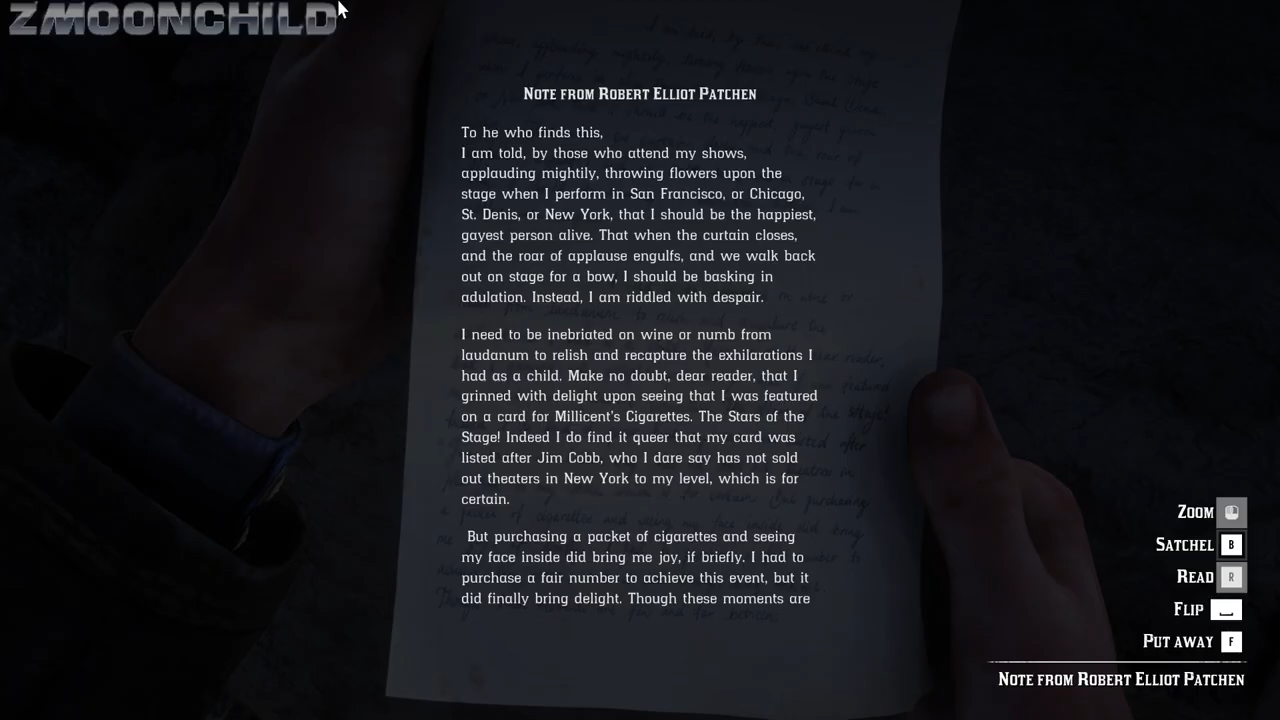 ZMOONCHILD
Note from Robert Elliot Patchen
To he who finds this,
I am told, by those who attend my shows,
applauding mightily, throwing flowers upon the
stage when I perform in San Francisco, or Chicago,
St. Denis, or New York, that I should be the happiest,
gayest person alive. That when the curtain closes,
and the roar of applause engulfs, and we walk back
out on stage for a bow, I should be basking in
adulation. Instead, I am riddled with despair.
I need to be inebriated on wine or numb from
laudanum to relish and recapture the exhilarations I
had as a child. Make no doubt, dear reader, that I
grinned with delight upon seeing that I was featured
on a card for Millicent's Cigarettes. The Stars of the
Stage! Indeed I do find it queer that my card was
listed after Jim Cobb, who I dare say has not sold
out theaters in New York to my level, which is for
certain.
But purchasing a packet of cigarettes and seeing
my face inside did bring me joy, if briefly. I had to
purchase a fair number to achieve this event, but it
did finally bring delight. Though these moments are
Zoom
Satchel B
Read R
Flip
Put away F
Note from Robert Elliot Patchen